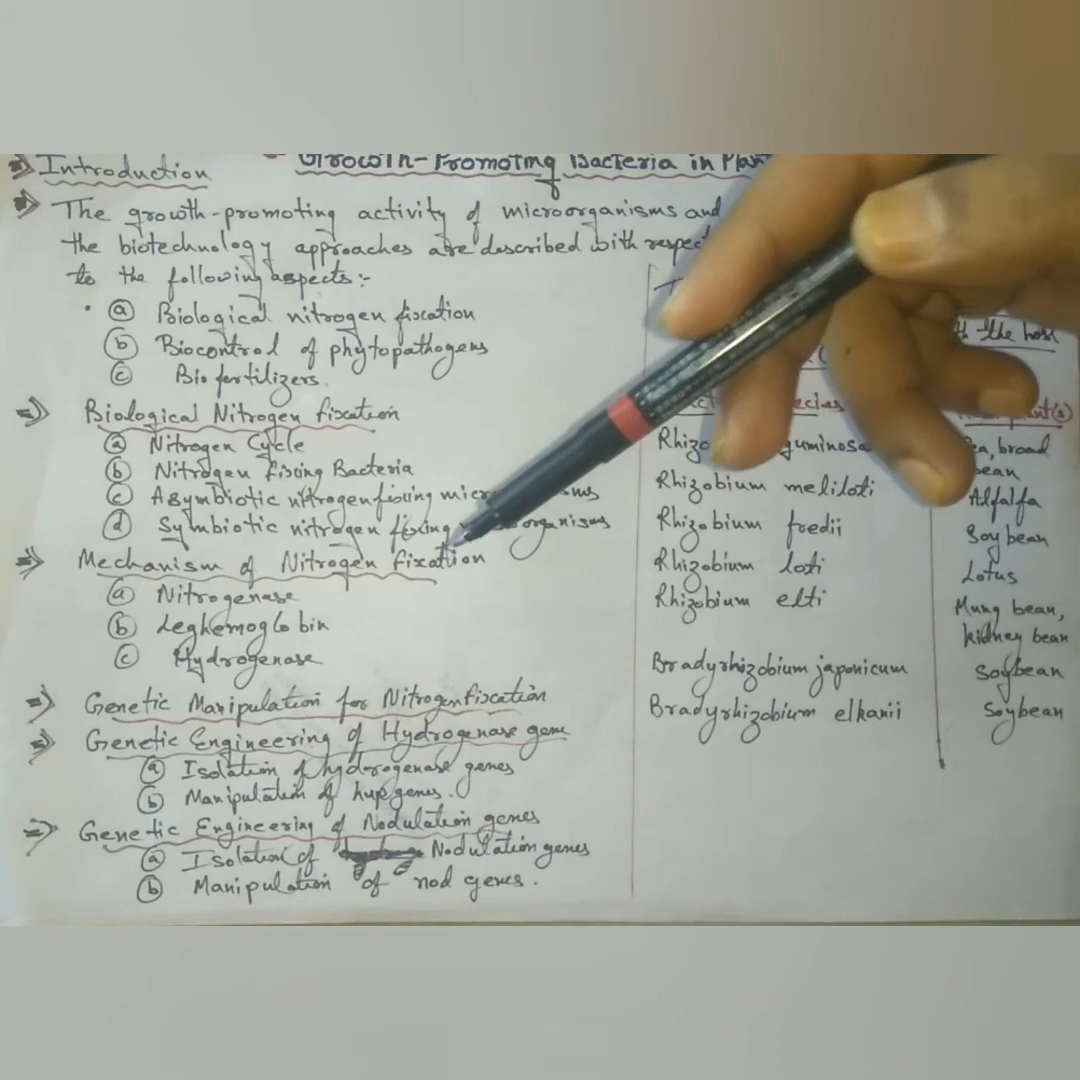 Growth-Promoting Bacteria in
Introduction
The growth-promoting activity of microorganisms and
the biotechnology approaches are described with respect
to the following aspects:-
(a) Biological nitrogen fixation
(b) Biocontrol of phytopathogens
(c) Bio fertilizers.
Biological Nitrogen fixation
(a) Nitrogen Cycle
(b) Nitrogen fixing Bacteria
(c) Asymbiotic nitrogen fixing
(d) Symbiotic nitrogen fixing
Mechanism of Nitrogen fixation
(a) Nitrogenase
(b) Leghemoglobin
(c) Hydrogenase
Genetic Manipulation for Nitrogen fixation
Genetic Engineering of Hydrogenase gene
(a) Isolation of hydrogenase genes
(b) Manipulation of hup genes.
Genetic Engineering of Nodulation genes
(a) Isolation of Nodulation genes
(b) Manipulation of nod genes.
the host
broad
bean
Rhizobium meliloti
Alfalfa
Rhizobium fredii
Soybean
Rhizobium loti
Lotus
Rhizobium elti
Mung bean,
kidney bean
Bradyrhizobium japonicum
Soybean
Bradyrhizobium elkanii
Soybean